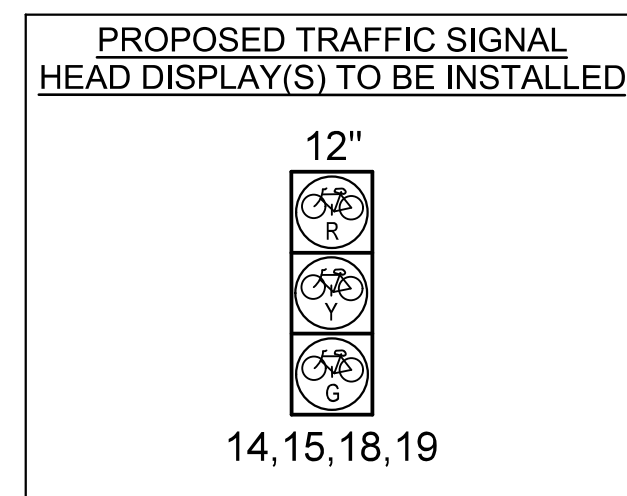 PROPOSED TRAFFIC SIGNAL
HEAD DISPLAY(S) TO BE INSTALLED
12"
R
Y
G
14,15,18,19